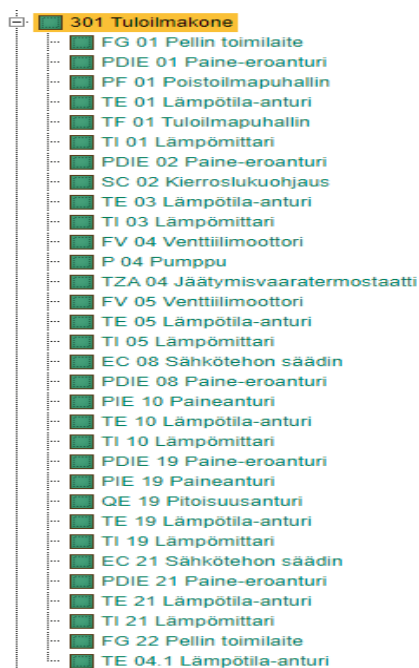 301 Tuloilmakone
FG 01 Pellin toimilaite
PDIE 01 Paine-eroanturi
PF 01 Poistoilmapuhallin
TE 01 Lämpötila-anturi
TF 01 Tuloilmapuhallin
TI 01 Lämpömittari
PDIE 02 Paine-eroanturi
SC 02 Kierroslukuohjaus
TE 03 Lämpötila-anturi
TI 03 Lämpömittari
FV 04 Venttiilimoottori
P 04 Pumppu
TZA 04 Jäätymisvaaratermostaatti
FV 05 Venttiilimoottori
TE 05 Lämpötila-anturi
TI 05 Lämpömittari
EC 08 Sähkötehon säädin
PDIE 08 Paine-eroanturi
PIE 10 Paineanturi
TE 10 Lämpötila-anturi
TI 10 Lämpömittari
PDIE 19 Paine-eroanturi
PIE 19 Paineanturi
QE 19 Pitoisuusanturi
TE 19 Lämpötila-anturi
TI 19 Lämpömittari
EC 21 Sähkötehon säädin
PDIE 21 Paine-eroanturi
TE 21 Lämpötila-anturi
TI 21 Lämpömittari
FG 22 Pellin toimilaite
TE 04.1 Lämpötila-anturi